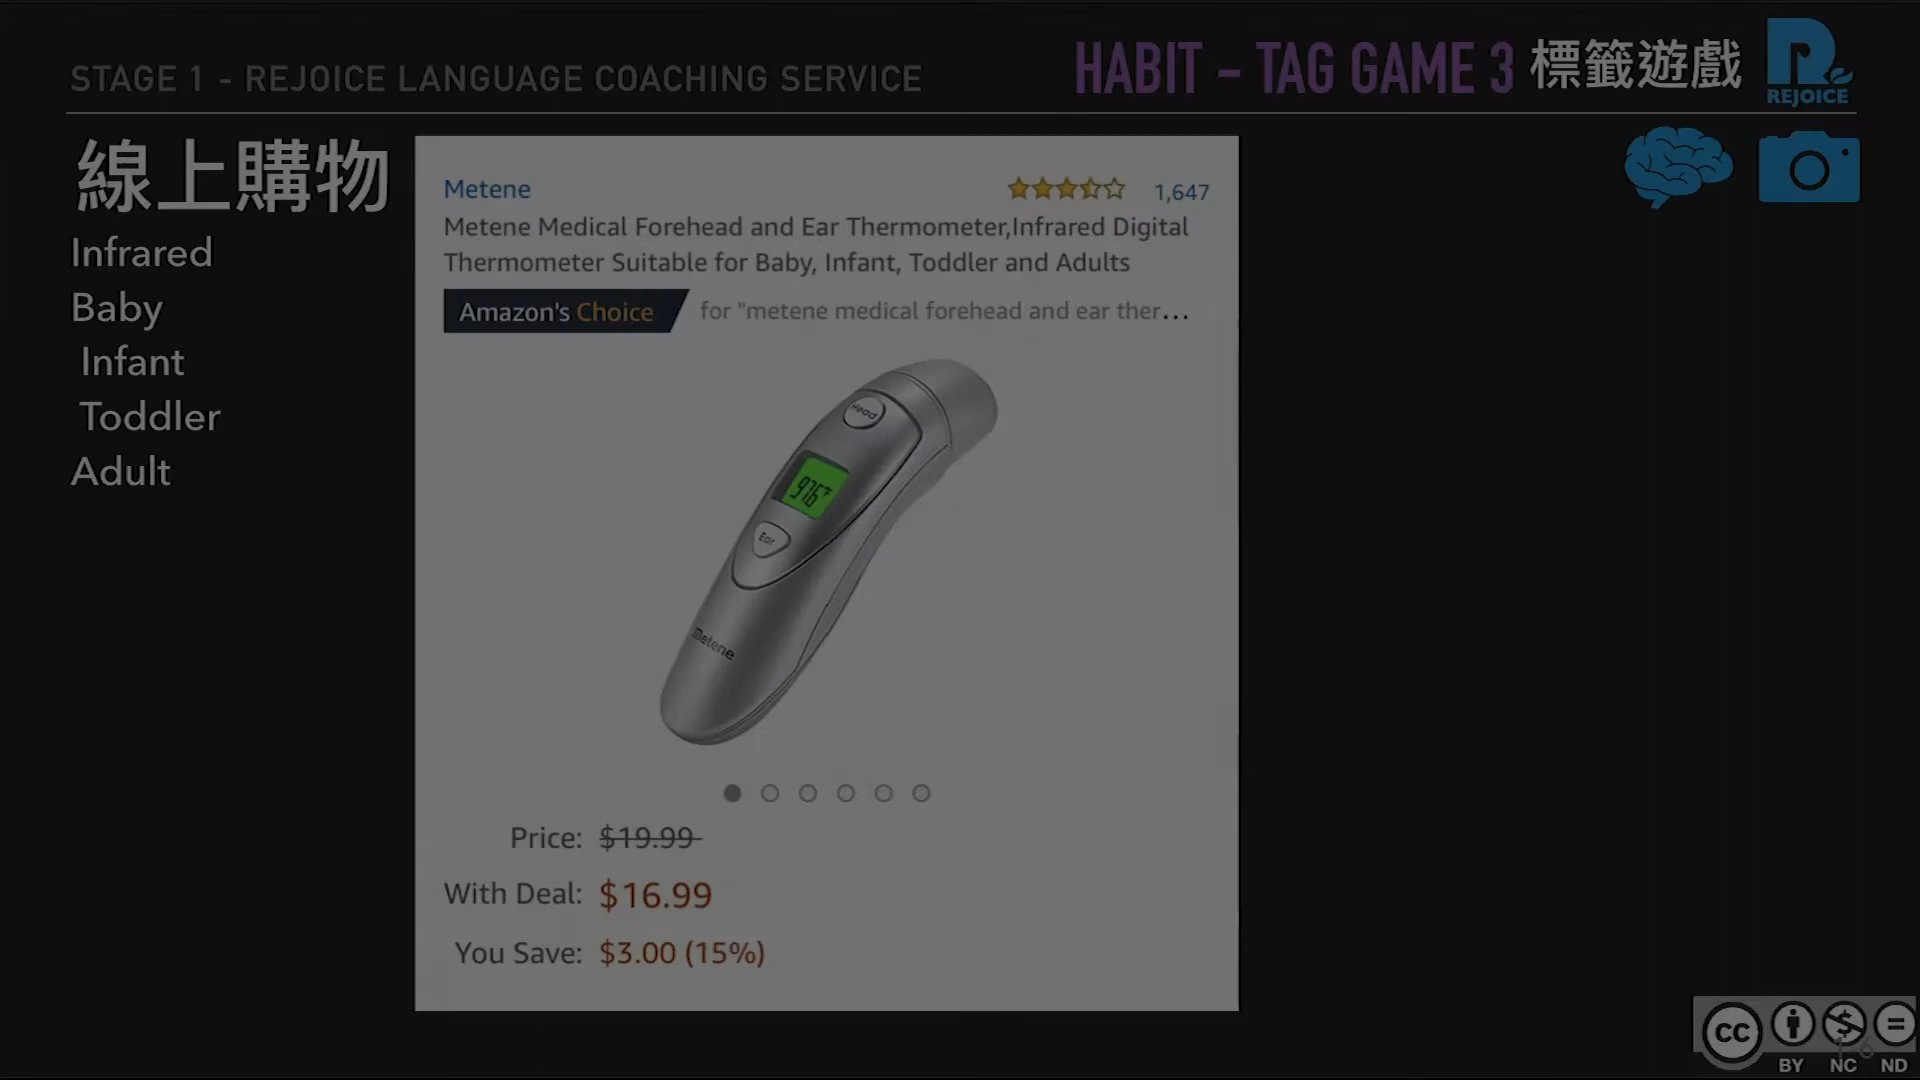 STAGE 1 - REJOICE LANGUAGE COACHING SERVICE
HABIT - TAG GAME 3 標籤遊戲
REJOICE
線上購物
Infrared
Baby
Infant
Toddler
Adult
Metene
1,647
Metene Medical Forehead and Ear Thermometer,Infrared Digital
Thermometer Suitable for Baby, Infant, Toddler and Adults
Amazon's Choice for "metene medical forehead and ear ther...
Head
97.6°F
Ear
Metene
Price: $19.99
With Deal: $16.99
You Save: $3.00 (15%)
CC
BY NC ND